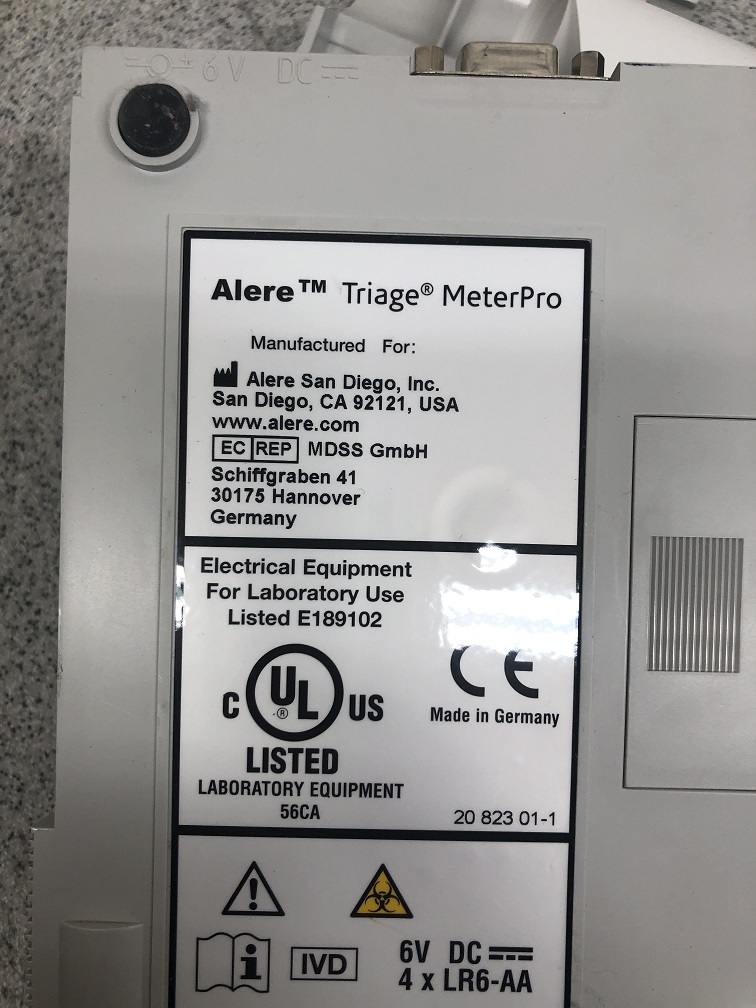 6V DC
Alere™ Triage® MeterPro
Manufactured For:
Alere San Diego, Inc.
San Diego, CA 92121, USA
www.alere.com
EC REP MDSS GmbH
Schiffgraben 41
30175 Hannover
Germany
Electrical Equipment
For Laboratory Use
Listed E189102
C UL® US
CE
LISTED
Made in Germany
LABORATORY EQUIPMENT
56CA
20 823 01-1
i IVD
6V DC
4 x LR6-AA